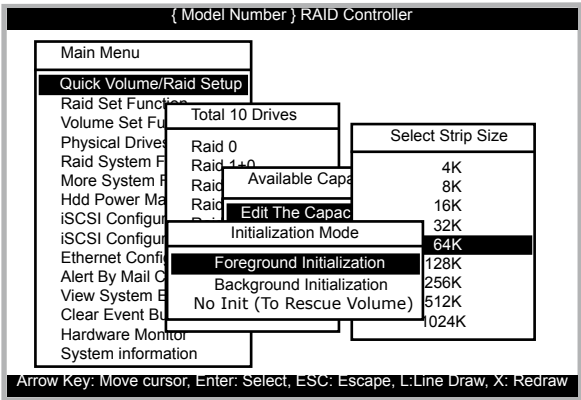 { Model Number } RAID Controller
Main Menu
Quick Volume/Raid Setup
Raid Set Function
Volume Set Fu
Physical Drives
Raid System F
More System F
Hdd Power Ma
iSCSI Configur
iSCSI Configur
Ethernet Confi
Alert By Mail C
View System E
Clear Event Bu
Hardware Monitor
System information
Total 10 Drives
Raid 0
Raid 1+0
Raid
Raid
Available Capa
Edit The Capac
Initialization Mode
Foreground Initialization
Background Initialization
No Init (To Rescue Volume)
Select Strip Size
4K
8K
16K
32K
64K
128K
256K
512K
1024K
Arrow Key: Move cursor, Enter: Select, ESC: Escape, L:Line Draw, X: Redraw